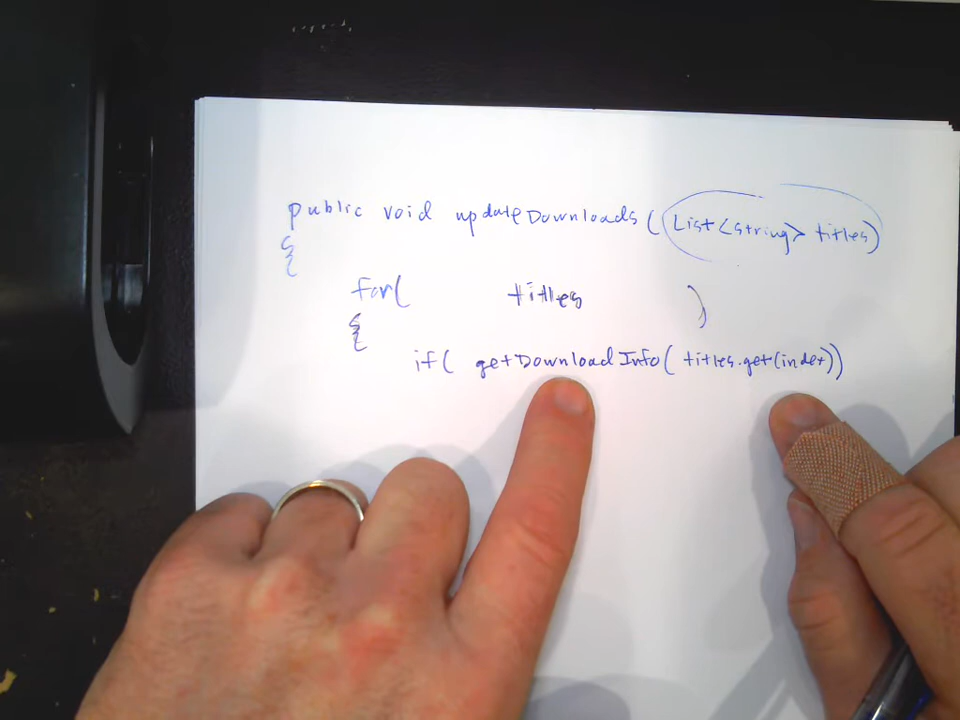 public void updateDownloads(List<string> titles)
{
for( titles )
{
if( getDownloadInfo( titles.get(index))